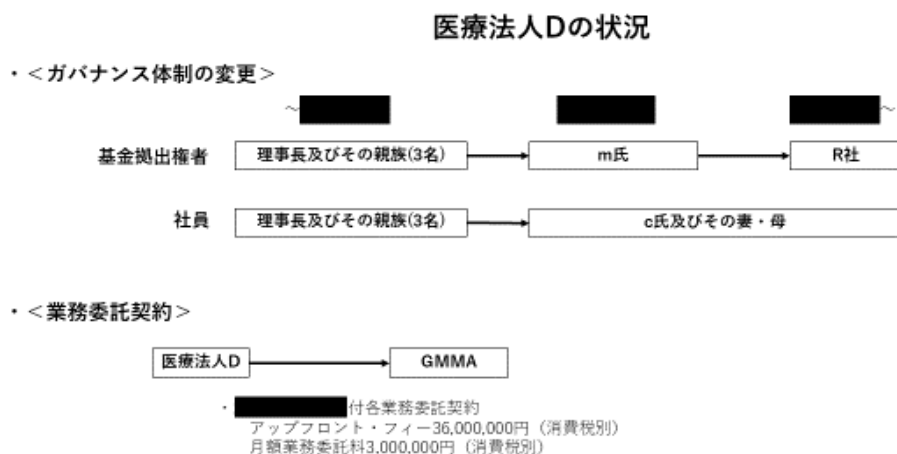 医療法人Dの状況
・<ガバナンス体制の変更>
～
～
基金拠出権者
理事長及びその親族(3名)
m氏
R社
社員
理事長及びその親族(3名)
c氏及びその妻・母
・<業務委託契約>
医療法人D
GMMA
・
付各業務委託契約
アップフロント・フィー36,000,000円（消費税別）
月額業務委託料3,000,000円（消費税別）